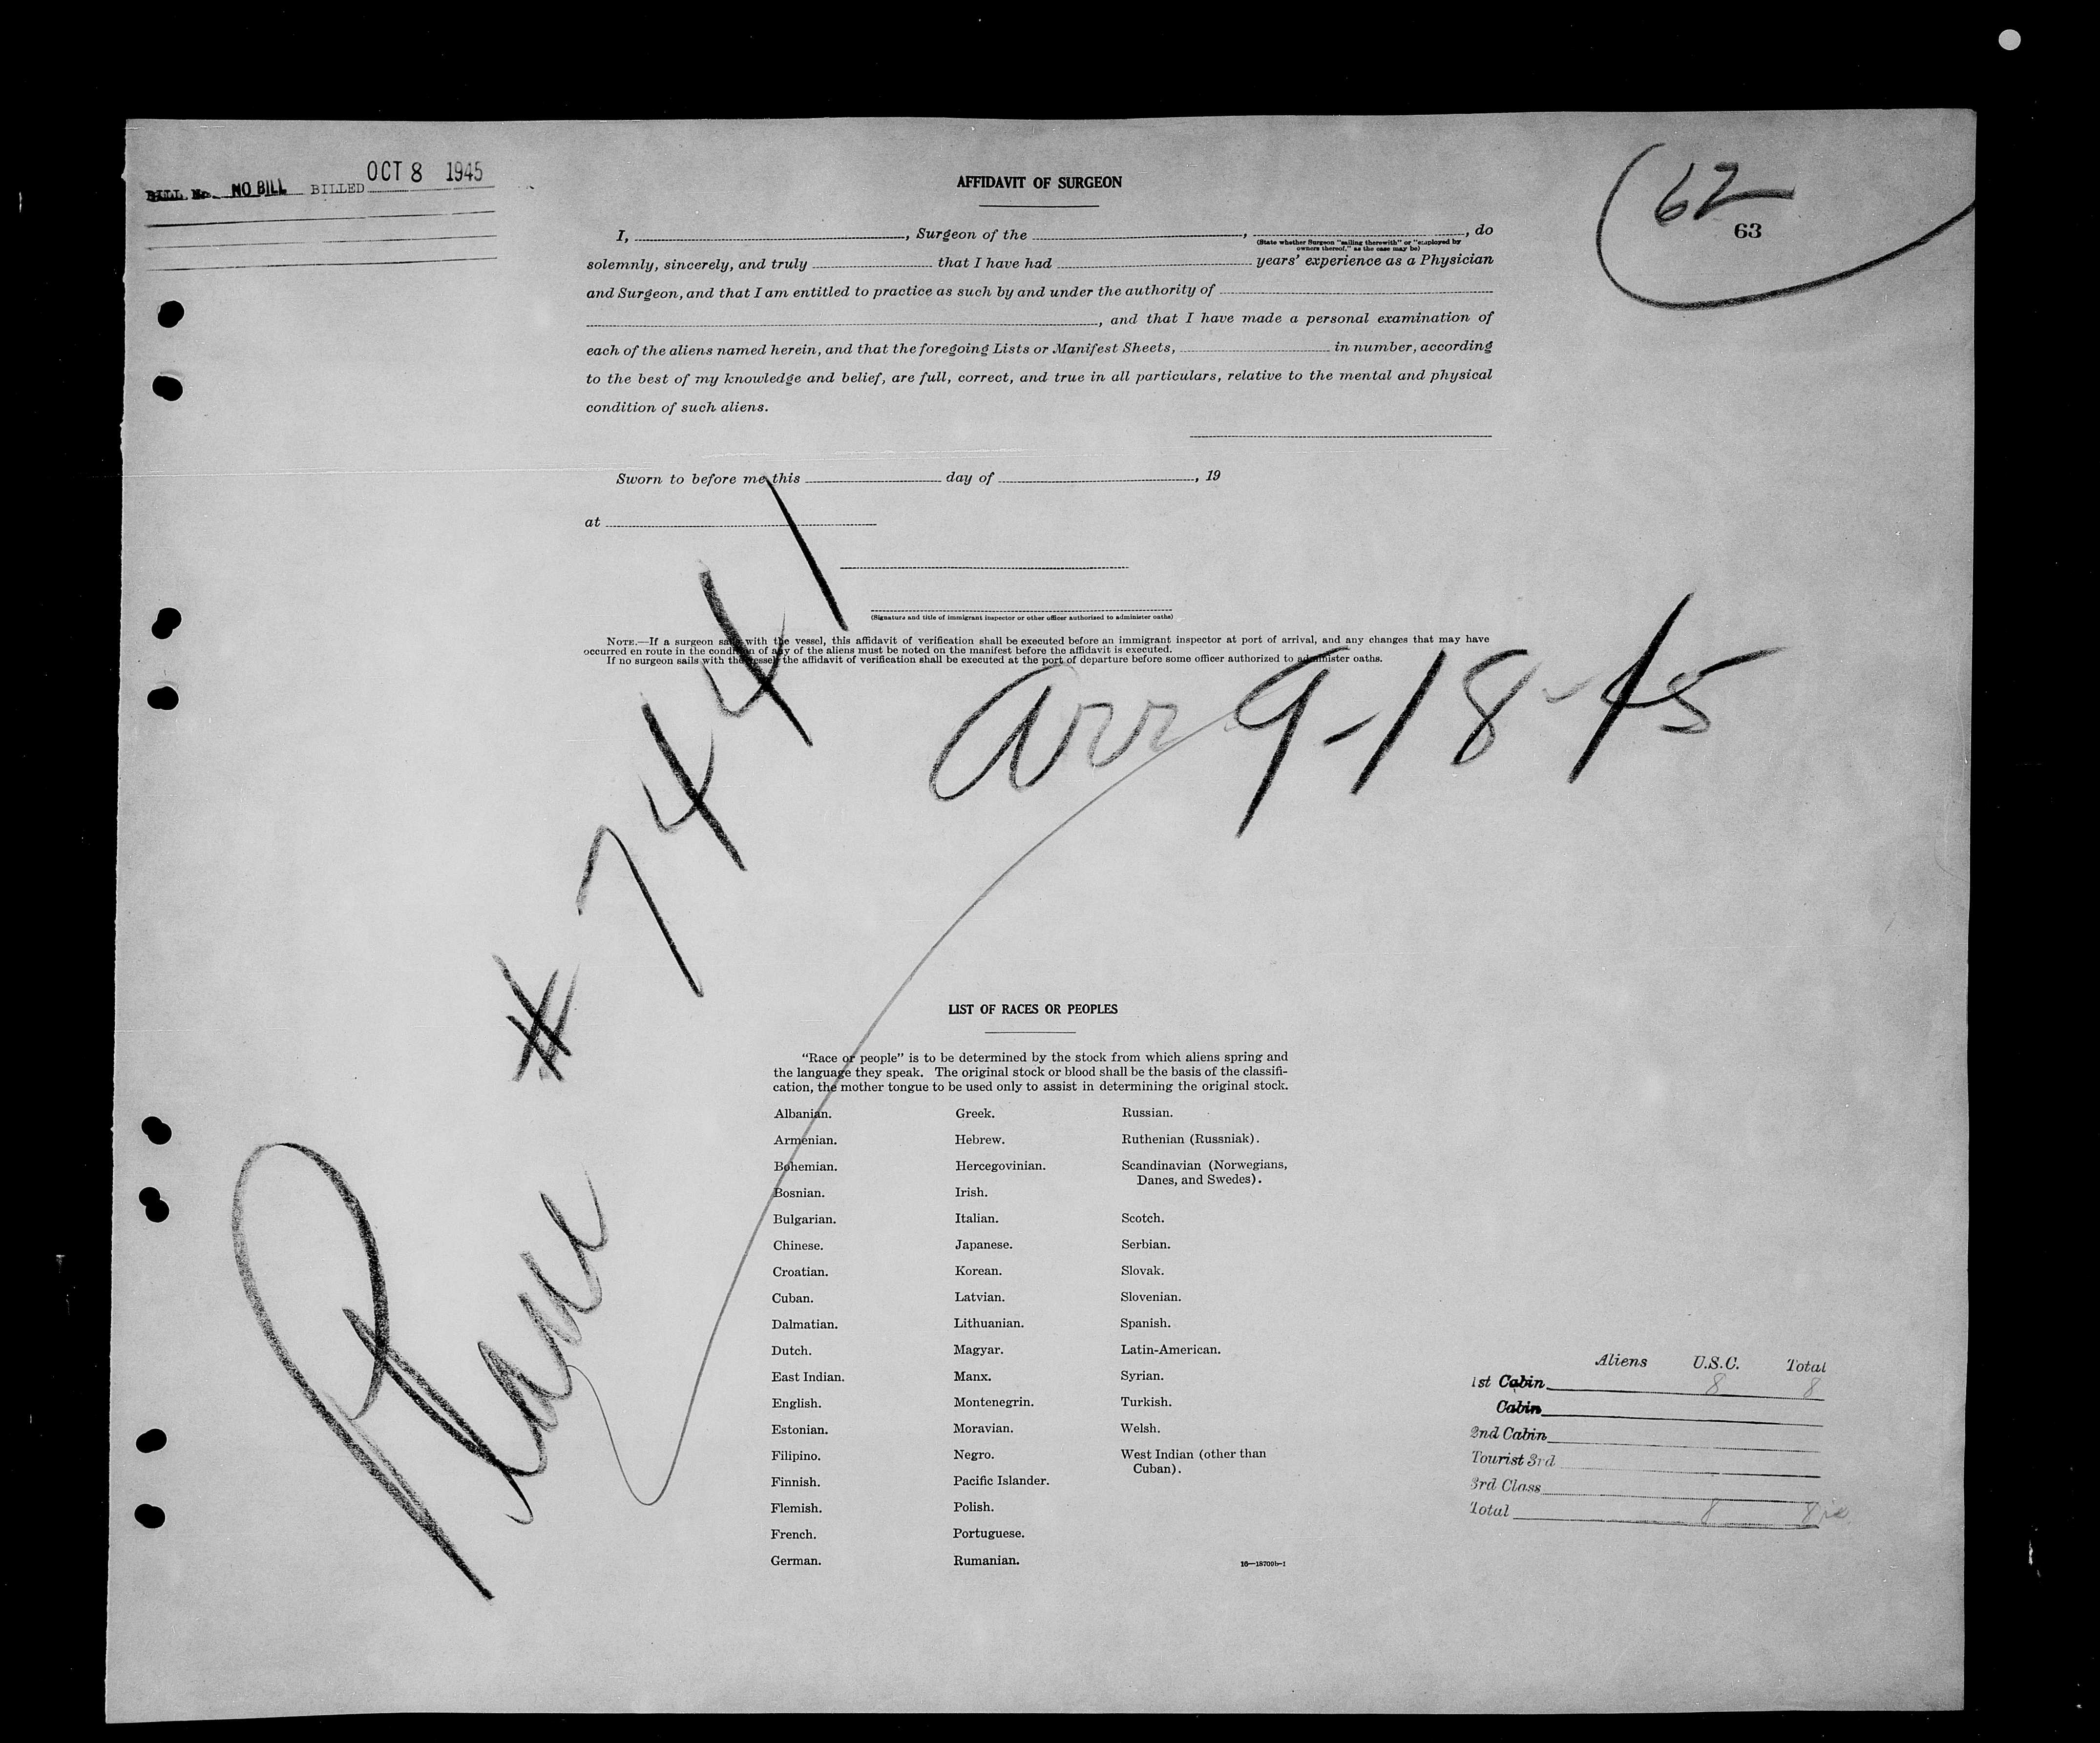 BILL No. NO BILL BILLED OCT 8 1945
AFFIDAVIT OF SURGEON
62
63
I, , Surgeon of the , , do
(State whether Surgeon "sailing therewith" or "employed by
owners thereof," as the case may be)
solemnly, sincerely, and truly that I have had years' experience as a Physician
and Surgeon, and that I am entitled to practice as such by and under the authority of
, and that I have made a personal examination of
each of the aliens named herein, and that the foregoing Lists or Manifest Sheets, in number, according
to the best of my knowledge and belief, are full, correct, and true in all particulars, relative to the mental and physical
condition of such aliens.
Sworn to before me this day of , 19
at
(Signature and title of immigrant inspector or other officer authorized to administer oaths)
NOTE.—If a surgeon sails with the vessel, this affidavit of verification shall be executed before an immigrant inspector at port of arrival, and any changes that may have
occurred en route in the condition of any of the aliens must be noted on the manifest before the affidavit is executed.
If no surgeon sails with the vessel, the affidavit of verification shall be executed at the port of departure before some officer authorized to administer oaths.
Plane # 7441
arr 9-18-45
LIST OF RACES OR PEOPLES
"Race or people" is to be determined by the stock from which aliens spring and
the language they speak. The original stock or blood shall be the basis of the classifi-
cation, the mother tongue to be used only to assist in determining the original stock.
Albanian. Greek. Russian.
Armenian. Hebrew. Ruthenian (Russniak).
Bohemian. Hercegovinian. Scandinavian (Norwegians,
Danes, and Swedes).
Bosnian. Irish.
Bulgarian. Italian. Scotch.
Chinese. Japanese. Serbian.
Croatian. Korean. Slovak.
Cuban. Latvian. Slovenian.
Dalmatian. Lithuanian. Spanish.
Dutch. Magyar. Latin-American.
East Indian. Manx. Syrian.
English. Montenegrin. Turkish.
Estonian. Moravian. Welsh.
Filipino. Negro. West Indian (other than
Cuban).
Finnish. Pacific Islander.
Flemish. Polish.
French. Portuguese.
German. Rumanian.
16—18709b-1
Aliens U.S.C. Total
1st Cabin 8 8
Cabin
2nd Cabin
Tourist 3rd
3rd Class
Total 8 8